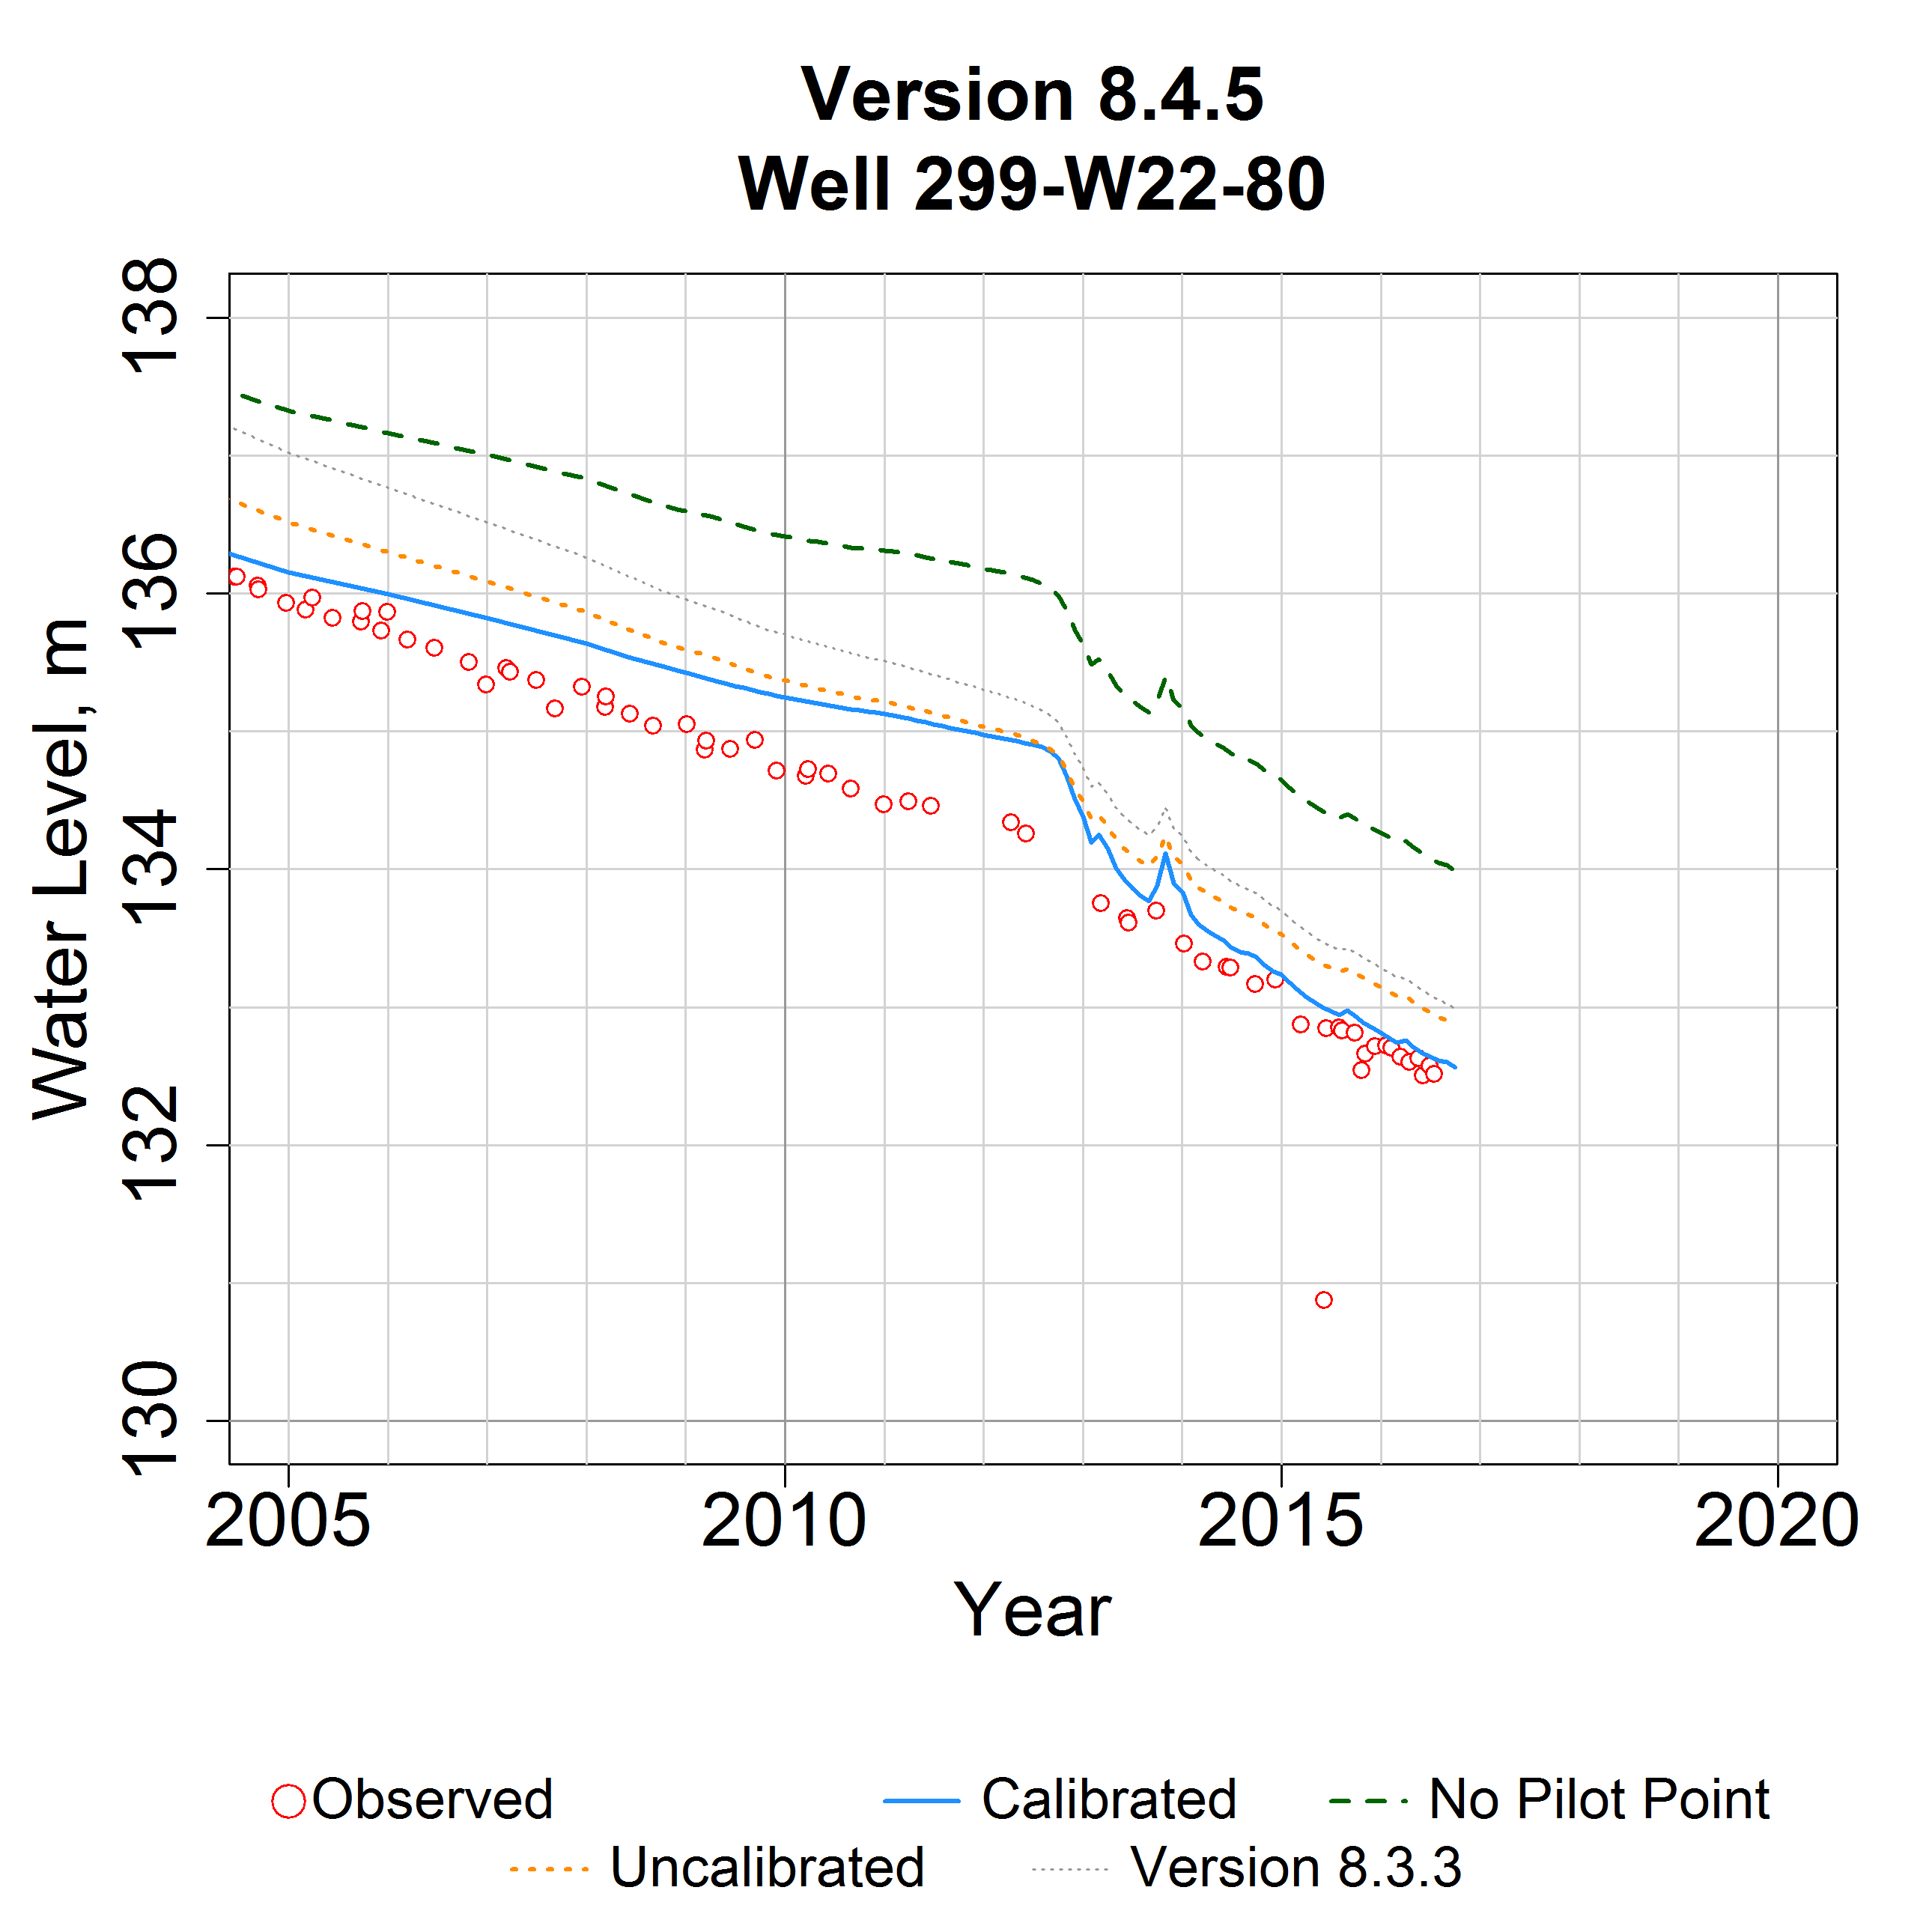 Version 8.4.5
Well 299-W22-80
138
136
134
132
130
Water Level, m
2005 2010 2015 2020
Year
Observed Calibrated No Pilot Point
Uncalibrated Version 8.3.3